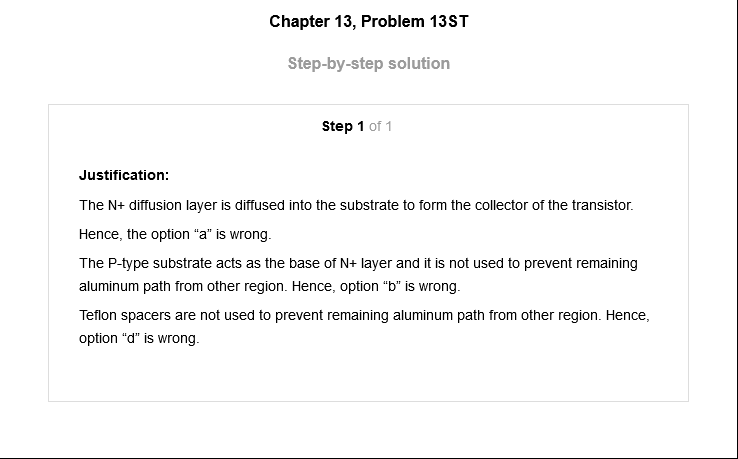 Chapter 13, Problem 13ST
Step-by-step solution
Step 1 of 1
Justification:
The N+ diffusion layer is diffused into the substrate to form the collector of the transistor.
Hence, the option “a” is wrong.
The P-type substrate acts as the base of N+ layer and it is not used to prevent remaining
aluminum path from other region. Hence, option “b” is wrong.
Teflon spacers are not used to prevent remaining aluminum path from other region. Hence,
option “d” is wrong.